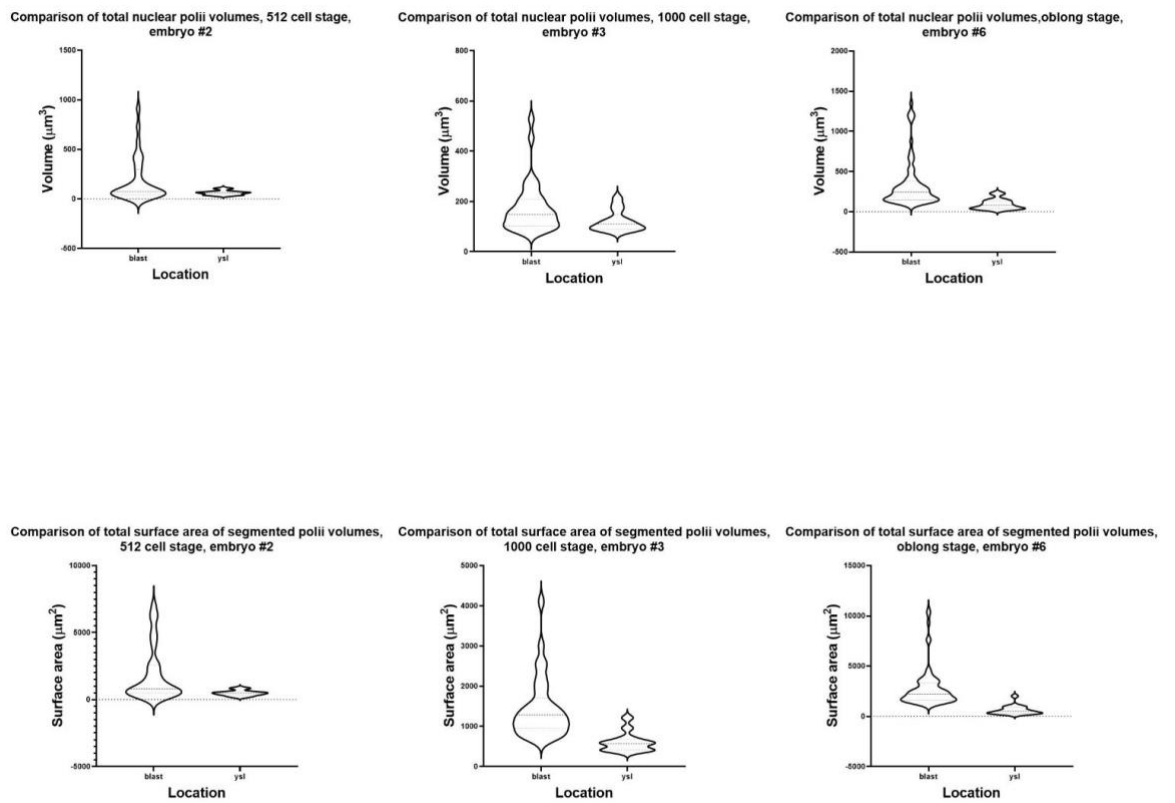 Comparison of total nuclear polii volumes, 512 cell stage,
embryo #2
1500
1000
500
0
-500
Volume (μm³)
blast
ysl
Location
Comparison of total nuclear polii volumes, 1000 cell stage,
embryo #3
800
600
400
200
0
Volume (μm³)
blast
ysl
Location
Comparison of total nuclear polii volumes,oblong stage,
embryo #6
2000
1500
1000
500
0
-500
Volume (μm³)
blast
ysl
Location
Comparison of total surface area of segmented polii volumes,
512 cell stage, embryo #2
10000
5000
0
-5000
Surface area (μm²)
blast
ysl
Location
Comparison of total surface area of segmented polii volumes,
1000 cell stage, embryo #3
5000
4000
3000
2000
1000
0
Surface area (μm²)
blast
ysl
Location
Comparison of total surface area of segmented polii volumes,
oblong stage, embryo #6
15000
10000
5000
0
-5000
Surface area (μm²)
blast
ysl
Location